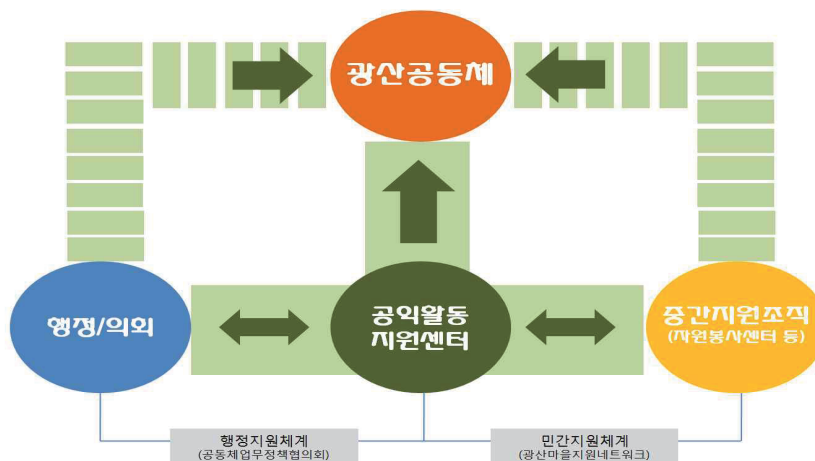 광산공동체
행정/의회
공익활동
지원센터
중간지원조직
(자원봉사센터 등)
행정지원체계
(공동체업무정책협의회)
민간지원체계
(광산마을지원네트워크)